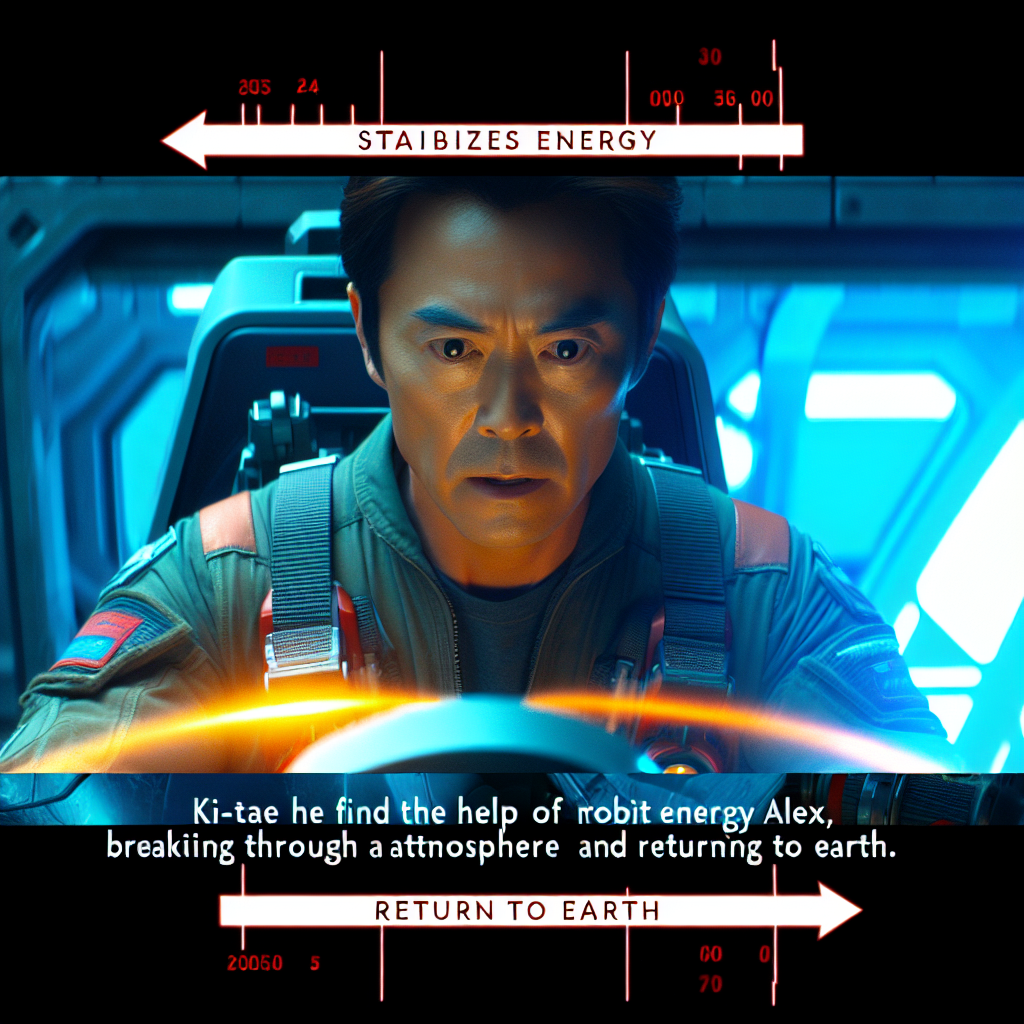 30
203 24
000 36 00
STAIBIZES ENERGY
Ki-tae he find the help of robit energy Alex,
breakiing through a attnosphere and returning to earth.
RETURN TO EARTH
20050 5
60 0
70